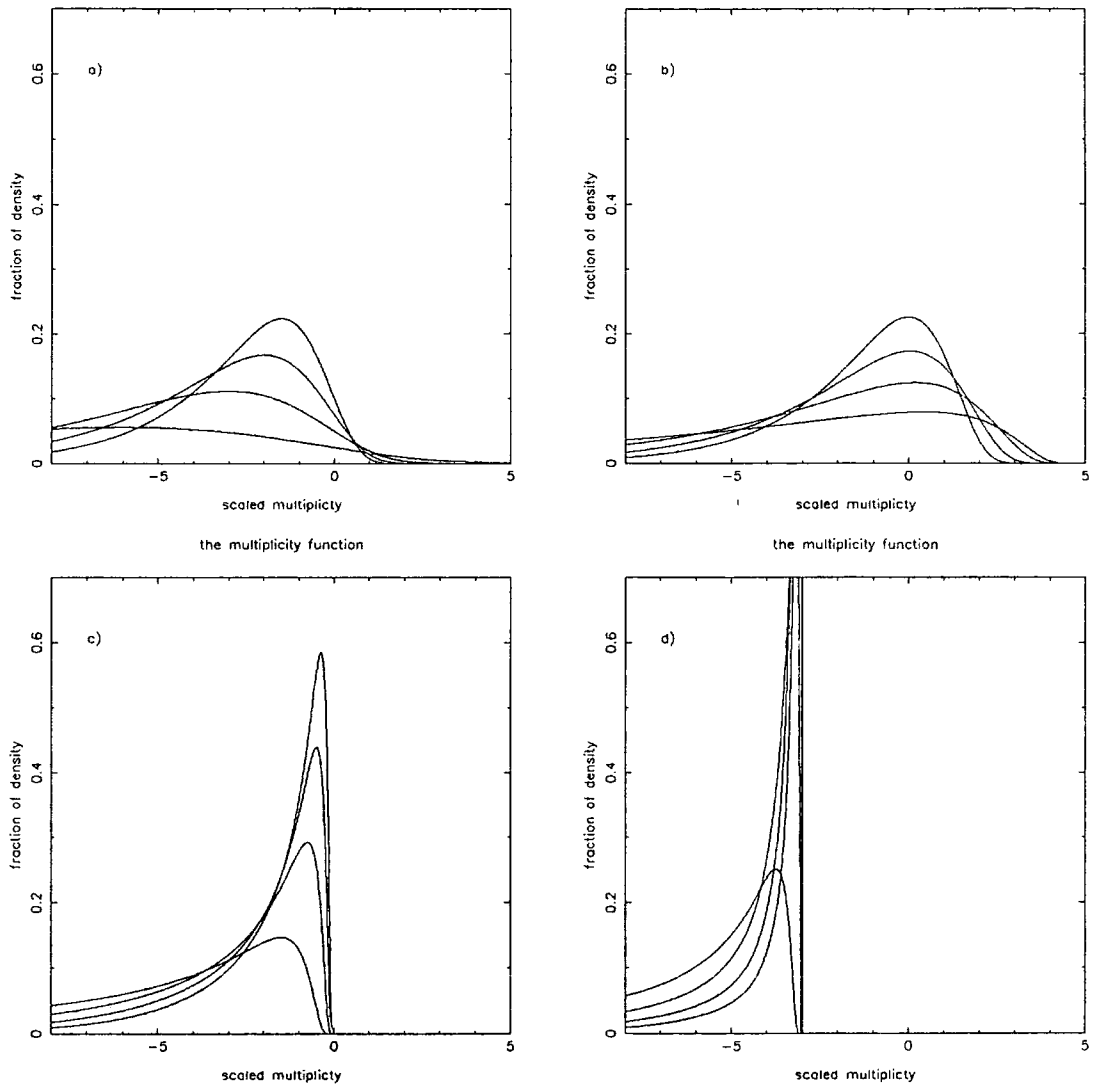 a)
0.6
0.4
0.2
0
fraction of density
−5
0
5
scaled multiplicty
the multiplicity function
b)
0.6
0.4
0.2
0
fraction of density
−5
0
5
scaled multiplicty
the multiplicity function
c)
0.6
0.4
0.2
0
fraction of density
−5
0
5
scaled multiplicty
d)
0.6
0.4
0.2
0
fraction of density
−5
0
5
scaled multiplicty